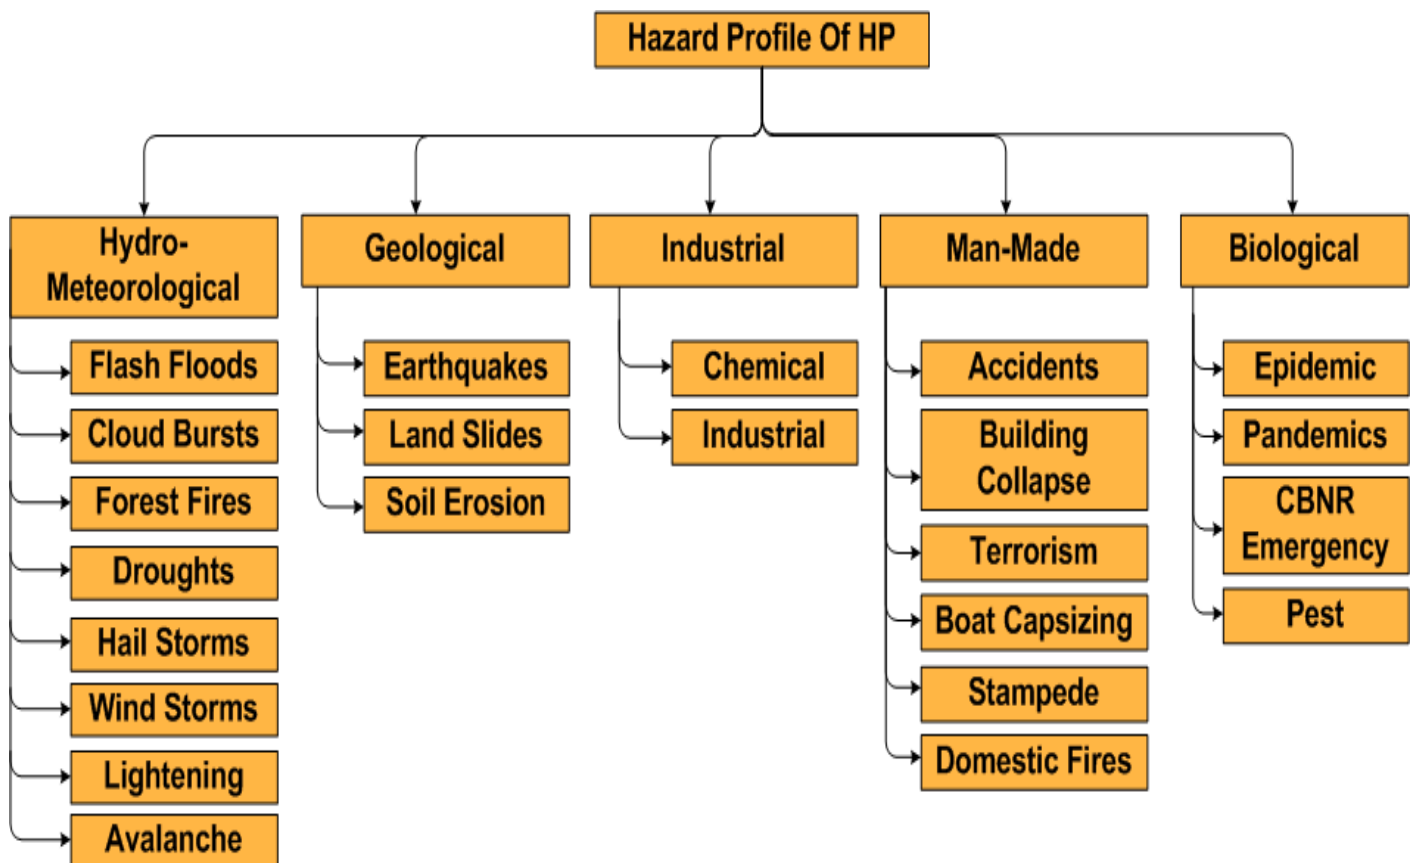 Hazard Profile Of HP
Hydro-
Meteorological
Flash Floods
Cloud Bursts
Forest Fires
Droughts
Hail Storms
Wind Storms
Lightening
Avalanche
Geological
Earthquakes
Land Slides
Soil Erosion
Industrial
Chemical
Industrial
Man-Made
Accidents
Building
Collapse
Terrorism
Boat Capsizing
Stampede
Domestic Fires
Biological
Epidemic
Pandemics
CBNR
Emergency
Pest